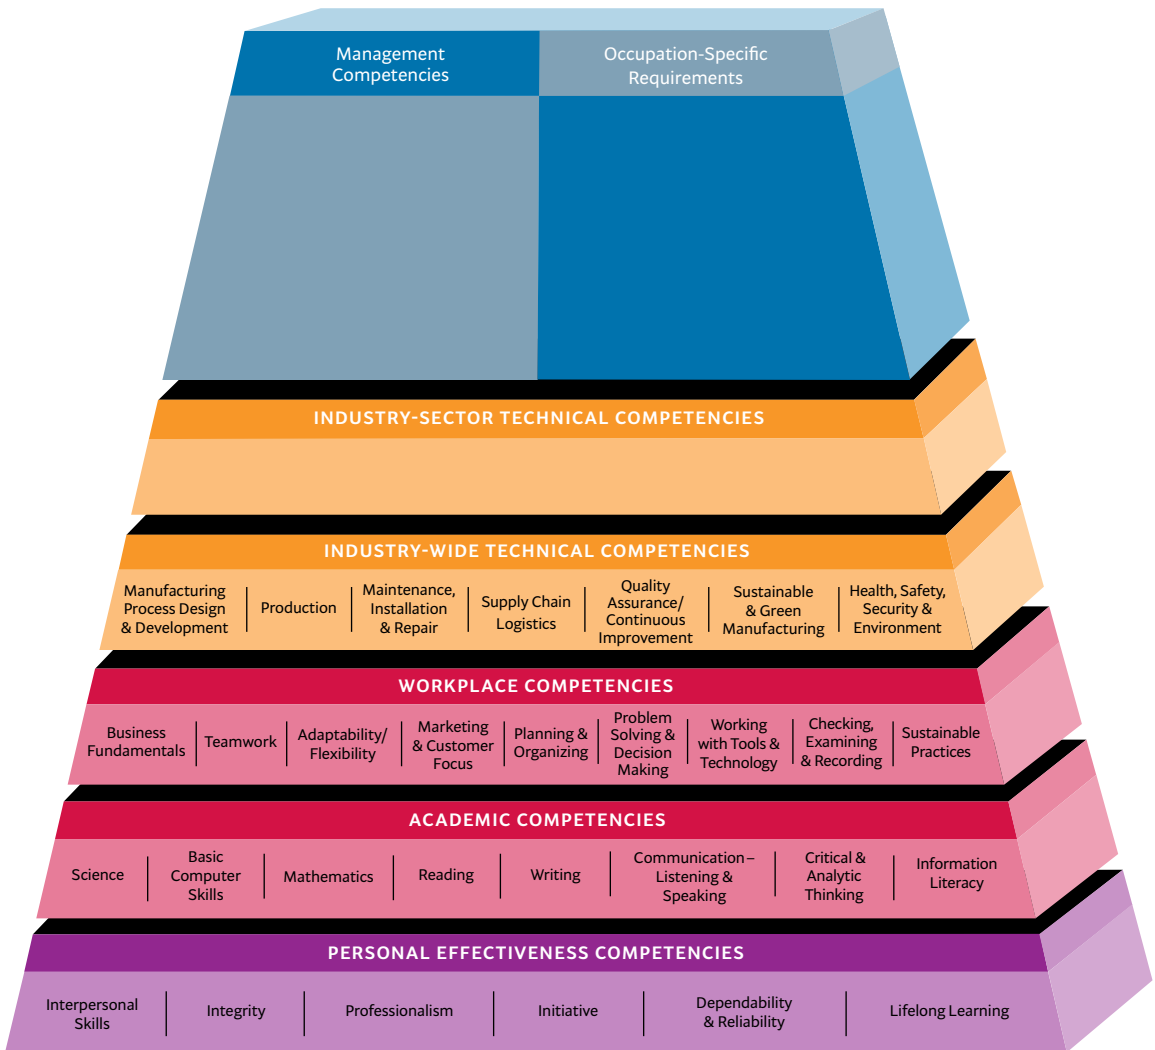 Management
Competencies
Occupation-Specific
Requirements
INDUSTRY-SECTOR TECHNICAL COMPETENCIES
INDUSTRY-WIDE TECHNICAL COMPETENCIES
Manufacturing
Process Design
& Development
Production
Maintenance,
Installation
& Repair
Supply Chain
Logistics
Quality
Assurance/
Continuous
Improvement
Sustainable
& Green
Manufacturing
Health, Safety,
Security &
Environment
WORKPLACE COMPETENCIES
Business
Fundamentals
Teamwork
Adaptability/
Flexibility
Marketing
& Customer
Focus
Planning &
Organizing
Problem
Solving &
Decision
Making
Working
with Tools &
Technology
Checking,
Examining
& Recording
Sustainable
Practices
ACADEMIC COMPETENCIES
Science
Basic
Computer
Skills
Mathematics
Reading
Writing
Communication–
Listening &
Speaking
Critical &
Analytic
Thinking
Information
Literacy
PERSONAL EFFECTIVENESS COMPETENCIES
Interpersonal
Skills
Integrity
Professionalism
Initiative
Dependability
& Reliability
Lifelong Learning